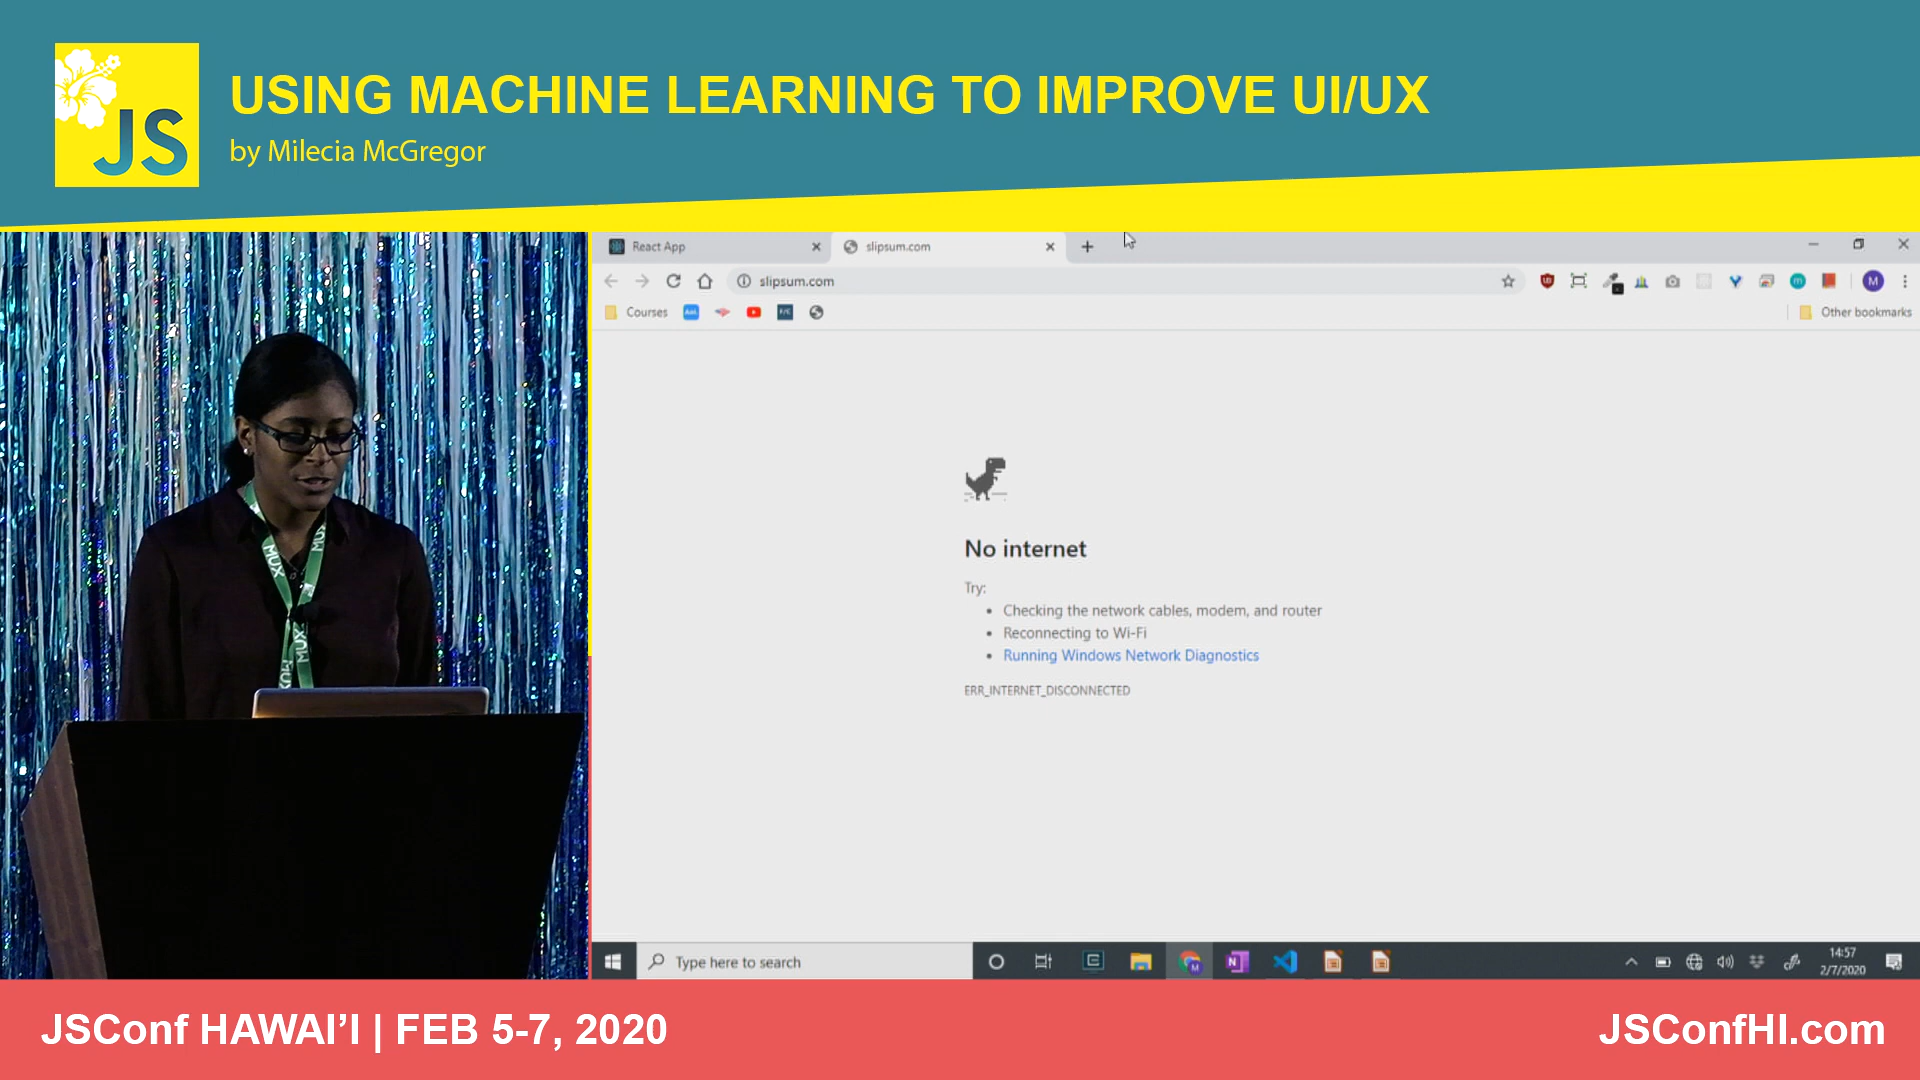 JS
USING MACHINE LEARNING TO IMPROVE UI/UX
by Milecia McGregor
React App
slipsum.com
slipsum.com
Courses
Other bookmarks
M
No internet
Try:
Checking the network cables, modem, and router
Reconnecting to Wi-Fi
Running Windows Network Diagnostics
ERR_INTERNET_DISCONNECTED
MUX
MUX
MUX
MUX
Type here to search
14:57
2/7/2020
JSConf HAWAI’I | FEB 5-7, 2020
JSConfHI.com